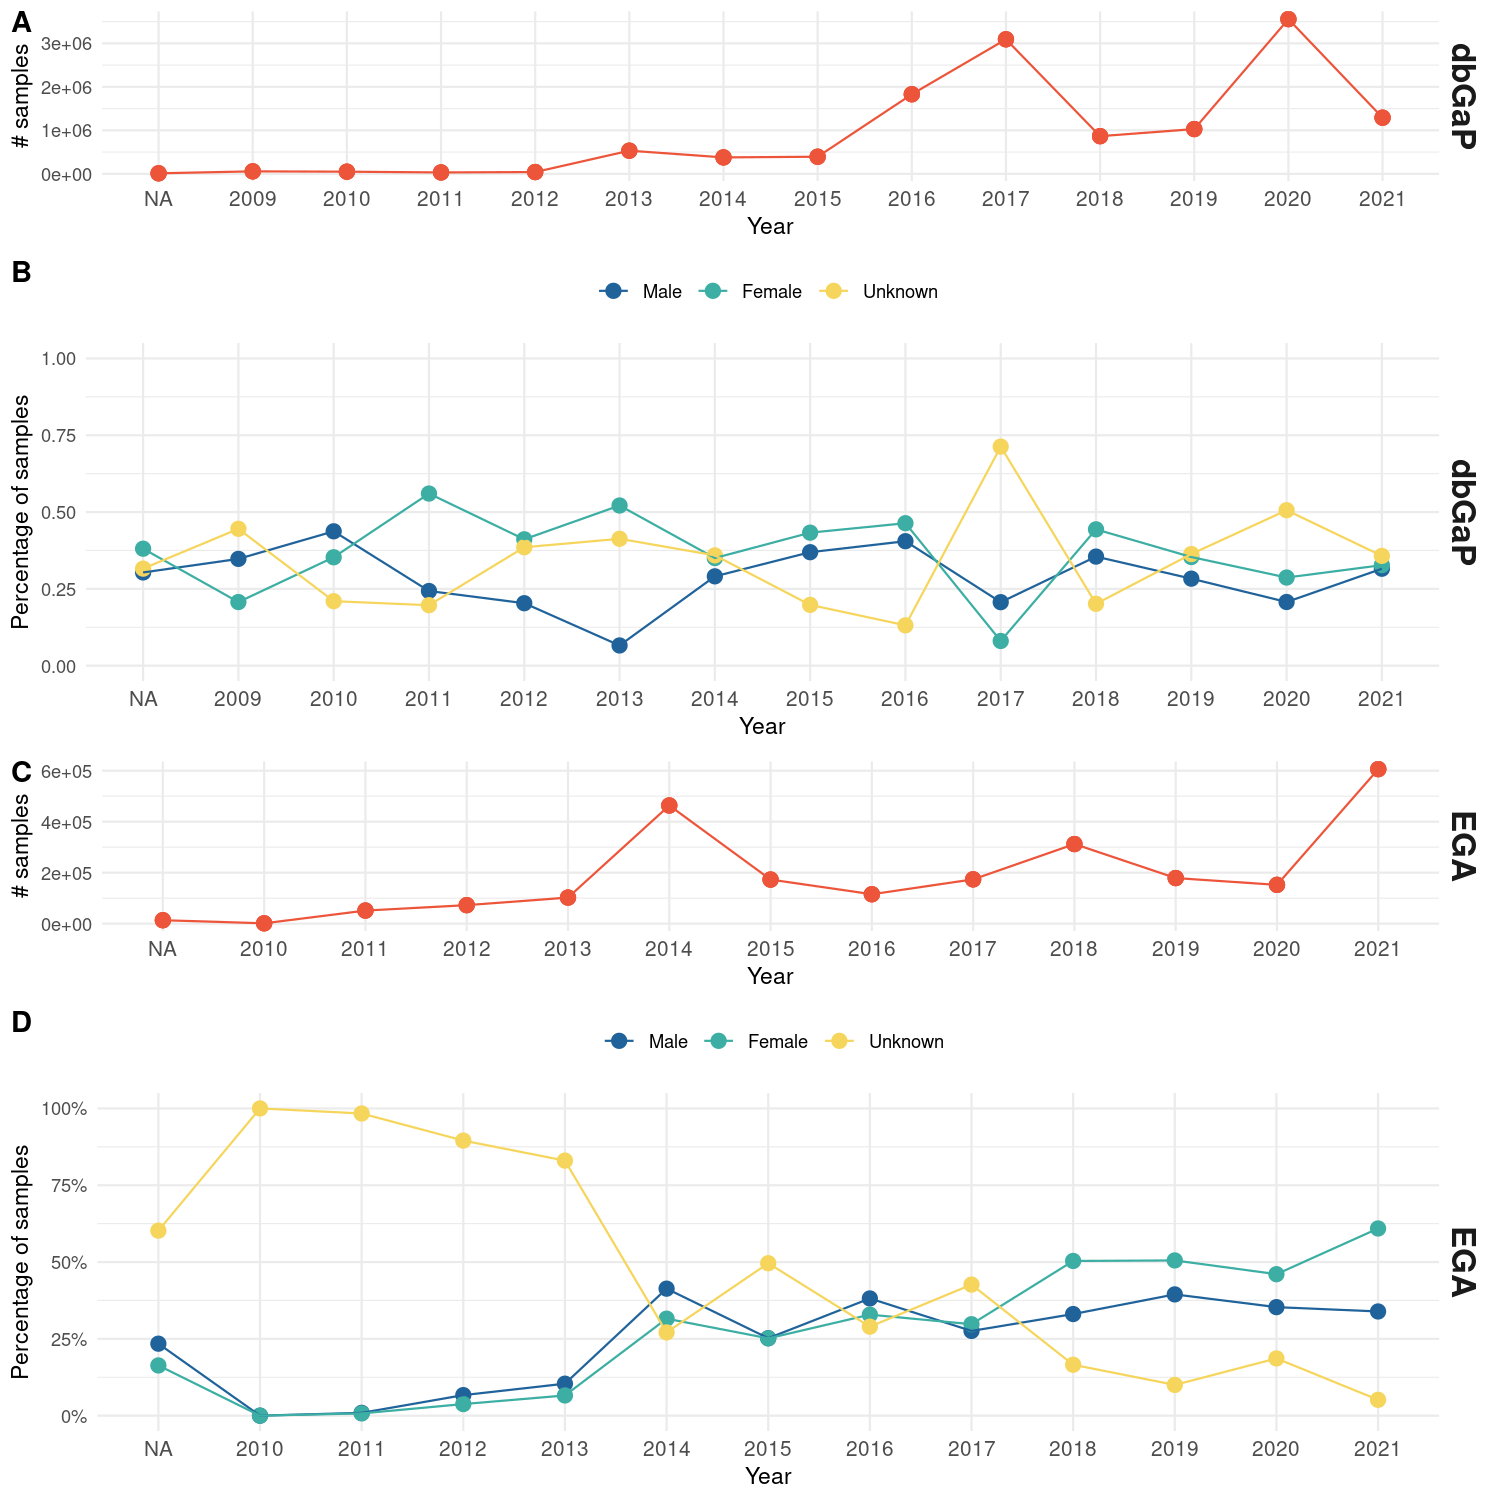 A
# samples
3e+06
2e+06
1e+06
0e+00
NA 2009 2010 2011 2012 2013 2014 2015 2016 2017 2018 2019 2020 2021
Year
dbGaP
B
Male Female Unknown
Percentage of samples
1.00
0.75
0.50
0.25
0.00
NA 2009 2010 2011 2012 2013 2014 2015 2016 2017 2018 2019 2020 2021
Year
dbGaP
C
# samples
6e+05
4e+05
2e+05
0e+00
NA 2010 2011 2012 2013 2014 2015 2016 2017 2018 2019 2020 2021
Year
EGA
D
Male Female Unknown
Percentage of samples
100%
75%
50%
25%
0%
NA 2010 2011 2012 2013 2014 2015 2016 2017 2018 2019 2020 2021
Year
EGA